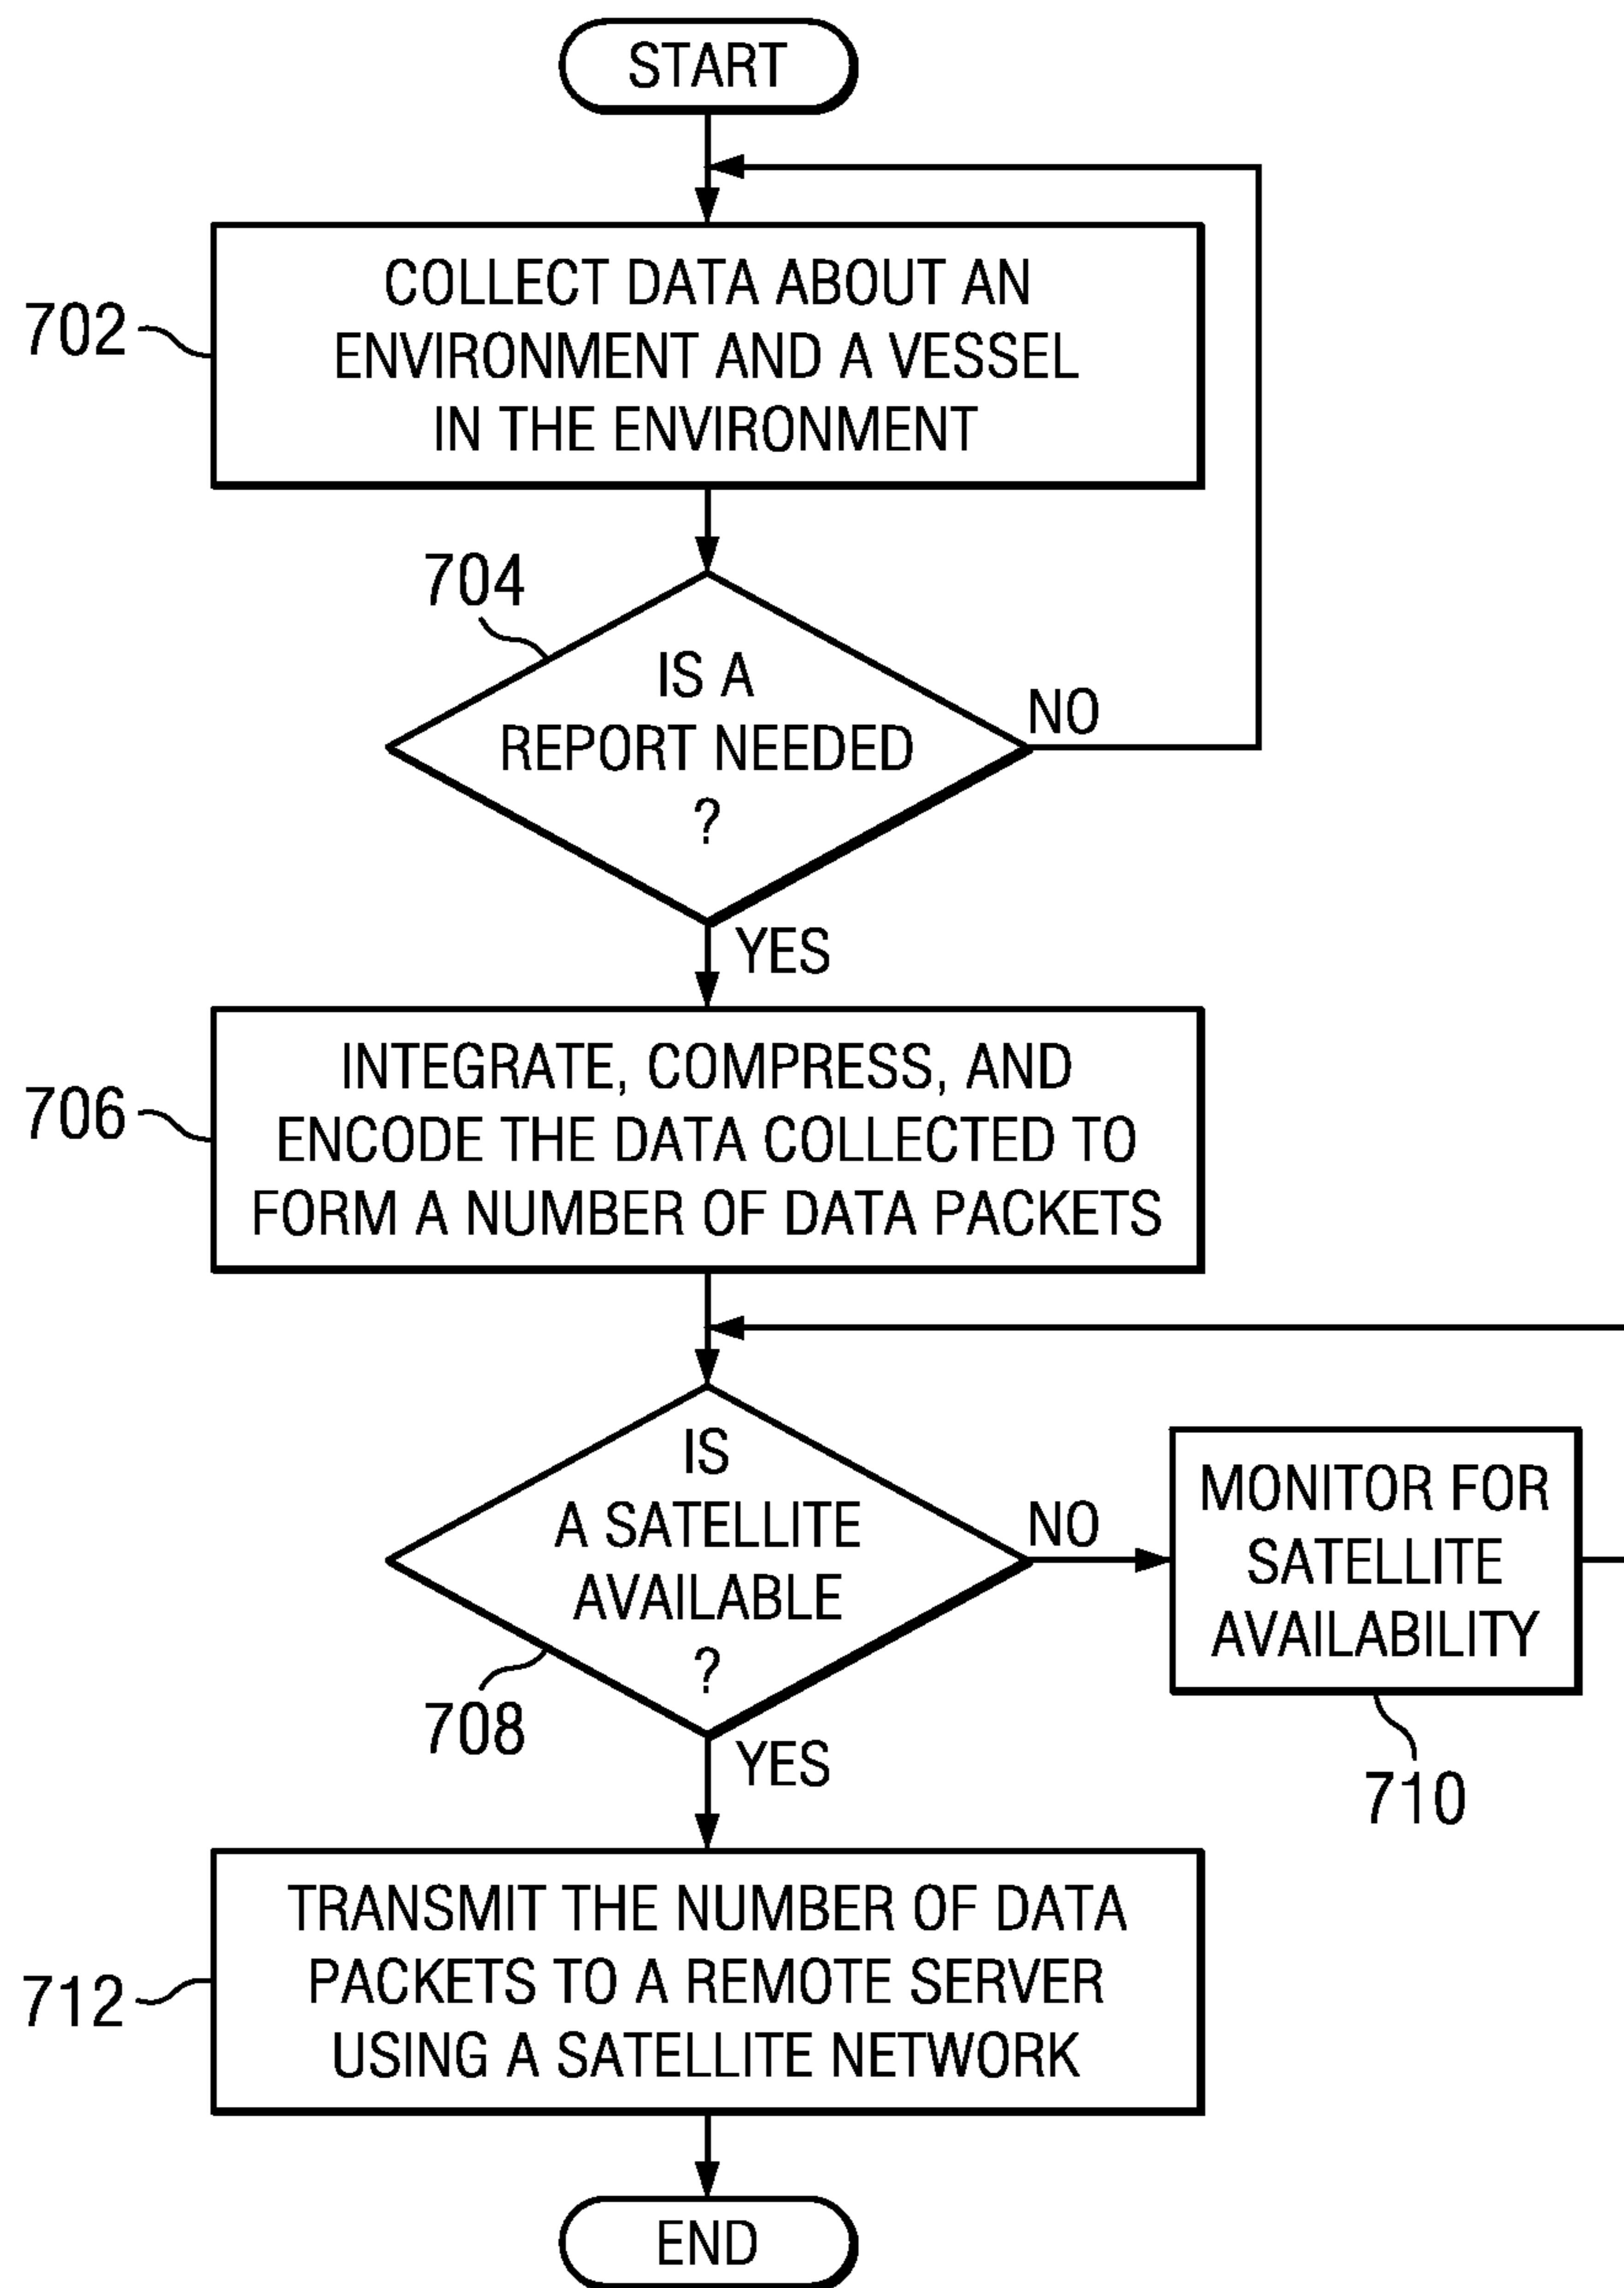 START
702
COLLECT DATA ABOUT AN
ENVIRONMENT AND A VESSEL
IN THE ENVIRONMENT
704
IS A
REPORT NEEDED
?
NO
YES
706
INTEGRATE, COMPRESS, AND
ENCODE THE DATA COLLECTED TO
FORM A NUMBER OF DATA PACKETS
IS
A SATELLITE
AVAILABLE
?
NO
MONITOR FOR
SATELLITE
AVAILABILITY
708
YES
710
712
TRANSMIT THE NUMBER OF DATA
PACKETS TO A REMOTE SERVER
USING A SATELLITE NETWORK
END